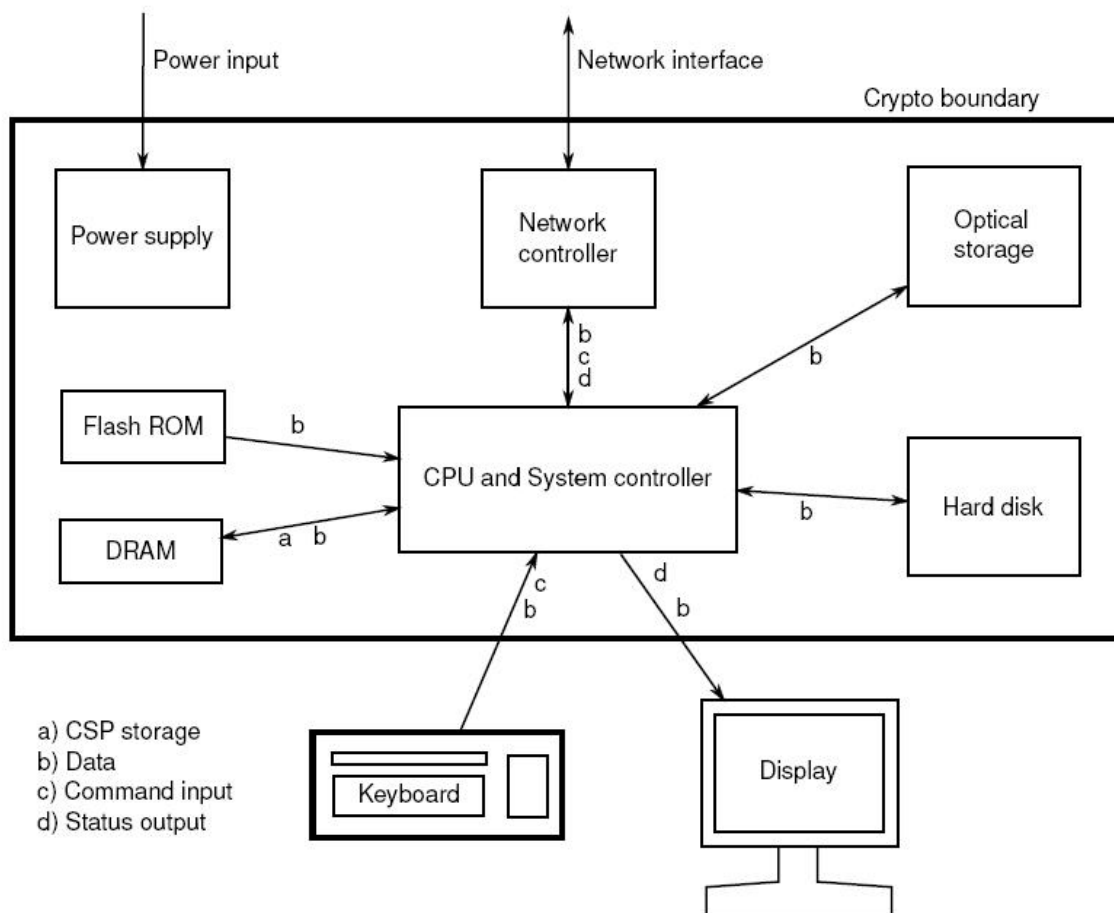 Power input
Network interface
Crypto boundary
Power supply
Network
controller
Optical
storage
b
c
d
b
Flash ROM
b
CPU and System controller
DRAM
a b
b
Hard disk
c
b
d
b
a) CSP storage
b) Data
c) Command input
d) Status output
Keyboard
Display